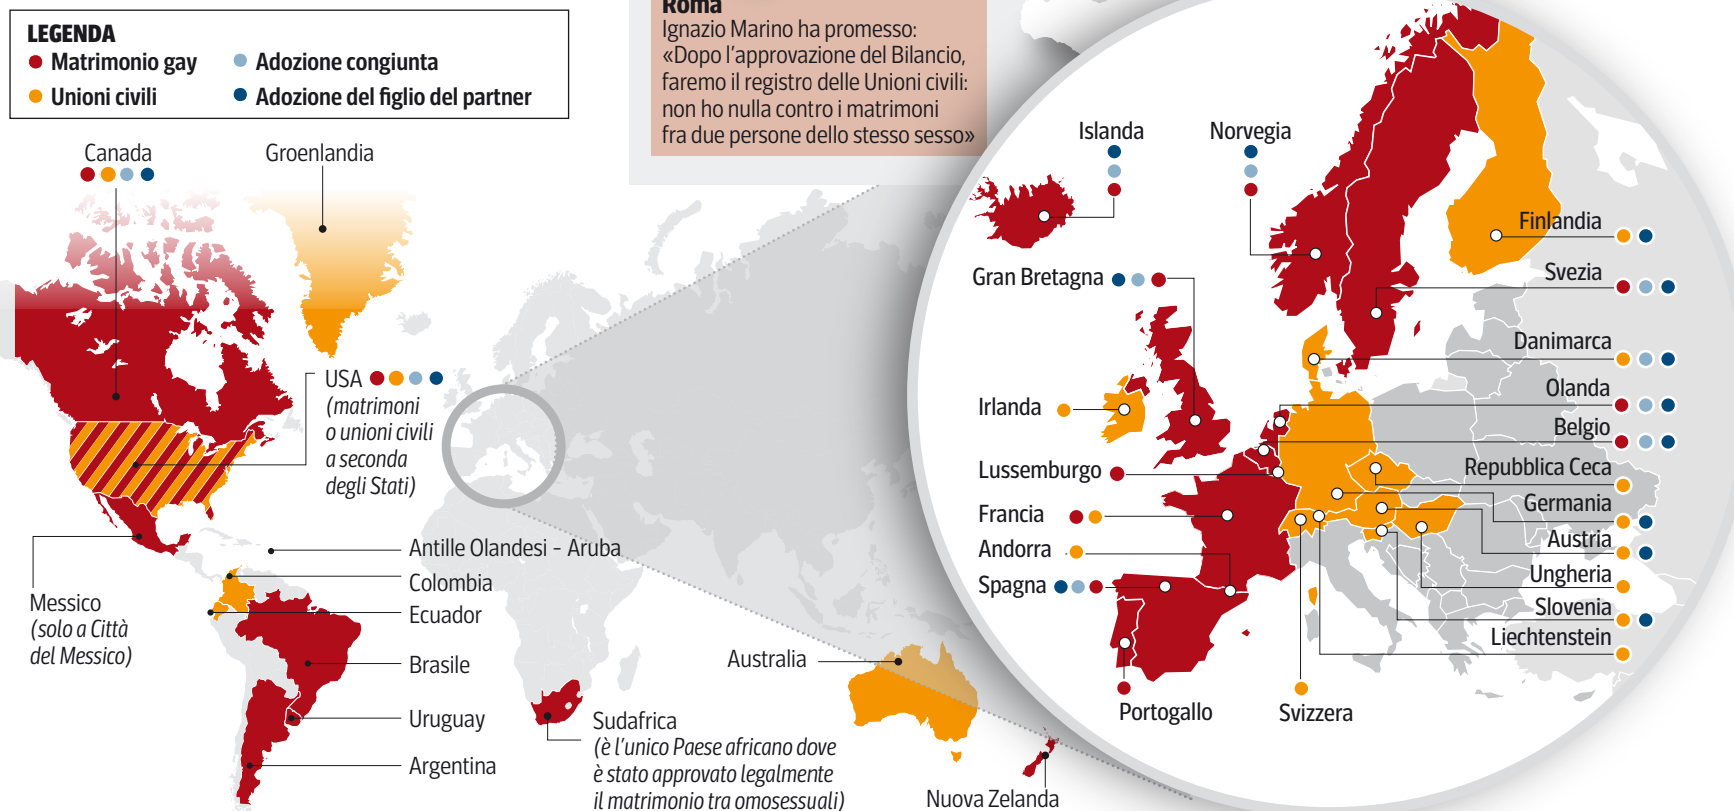 LEGENDA
Matrimonio gay
Adozione congiunta
Unioni civili
Adozione del figlio del partner
Roma
Ignazio Marino ha promesso:
«Dopo l'approvazione del Bilancio,
faremo il registro delle Unioni civili:
non ho nulla contro i matrimoni
fra due persone dello stesso sesso»
Canada
Groenlandia
USA
(matrimoni
o unioni civili
a seconda
degli Stati)
Messico
(solo a Città
del Messico)
Antille Olandesi - Aruba
Colombia
Ecuador
Brasile
Uruguay
Argentina
Sudafrica
(è l'unico Paese africano dove
è stato approvato legalmente
il matrimonio tra omosessuali)
Australia
Nuova Zelanda
Islanda
Norvegia
Gran Bretagna
Irlanda
Lussemburgo
Francia
Andorra
Spagna
Portogallo
Svizzera
Finlandia
Svezia
Danimarca
Olanda
Belgio
Repubblica Ceca
Germania
Austria
Ungheria
Slovenia
Liechtenstein